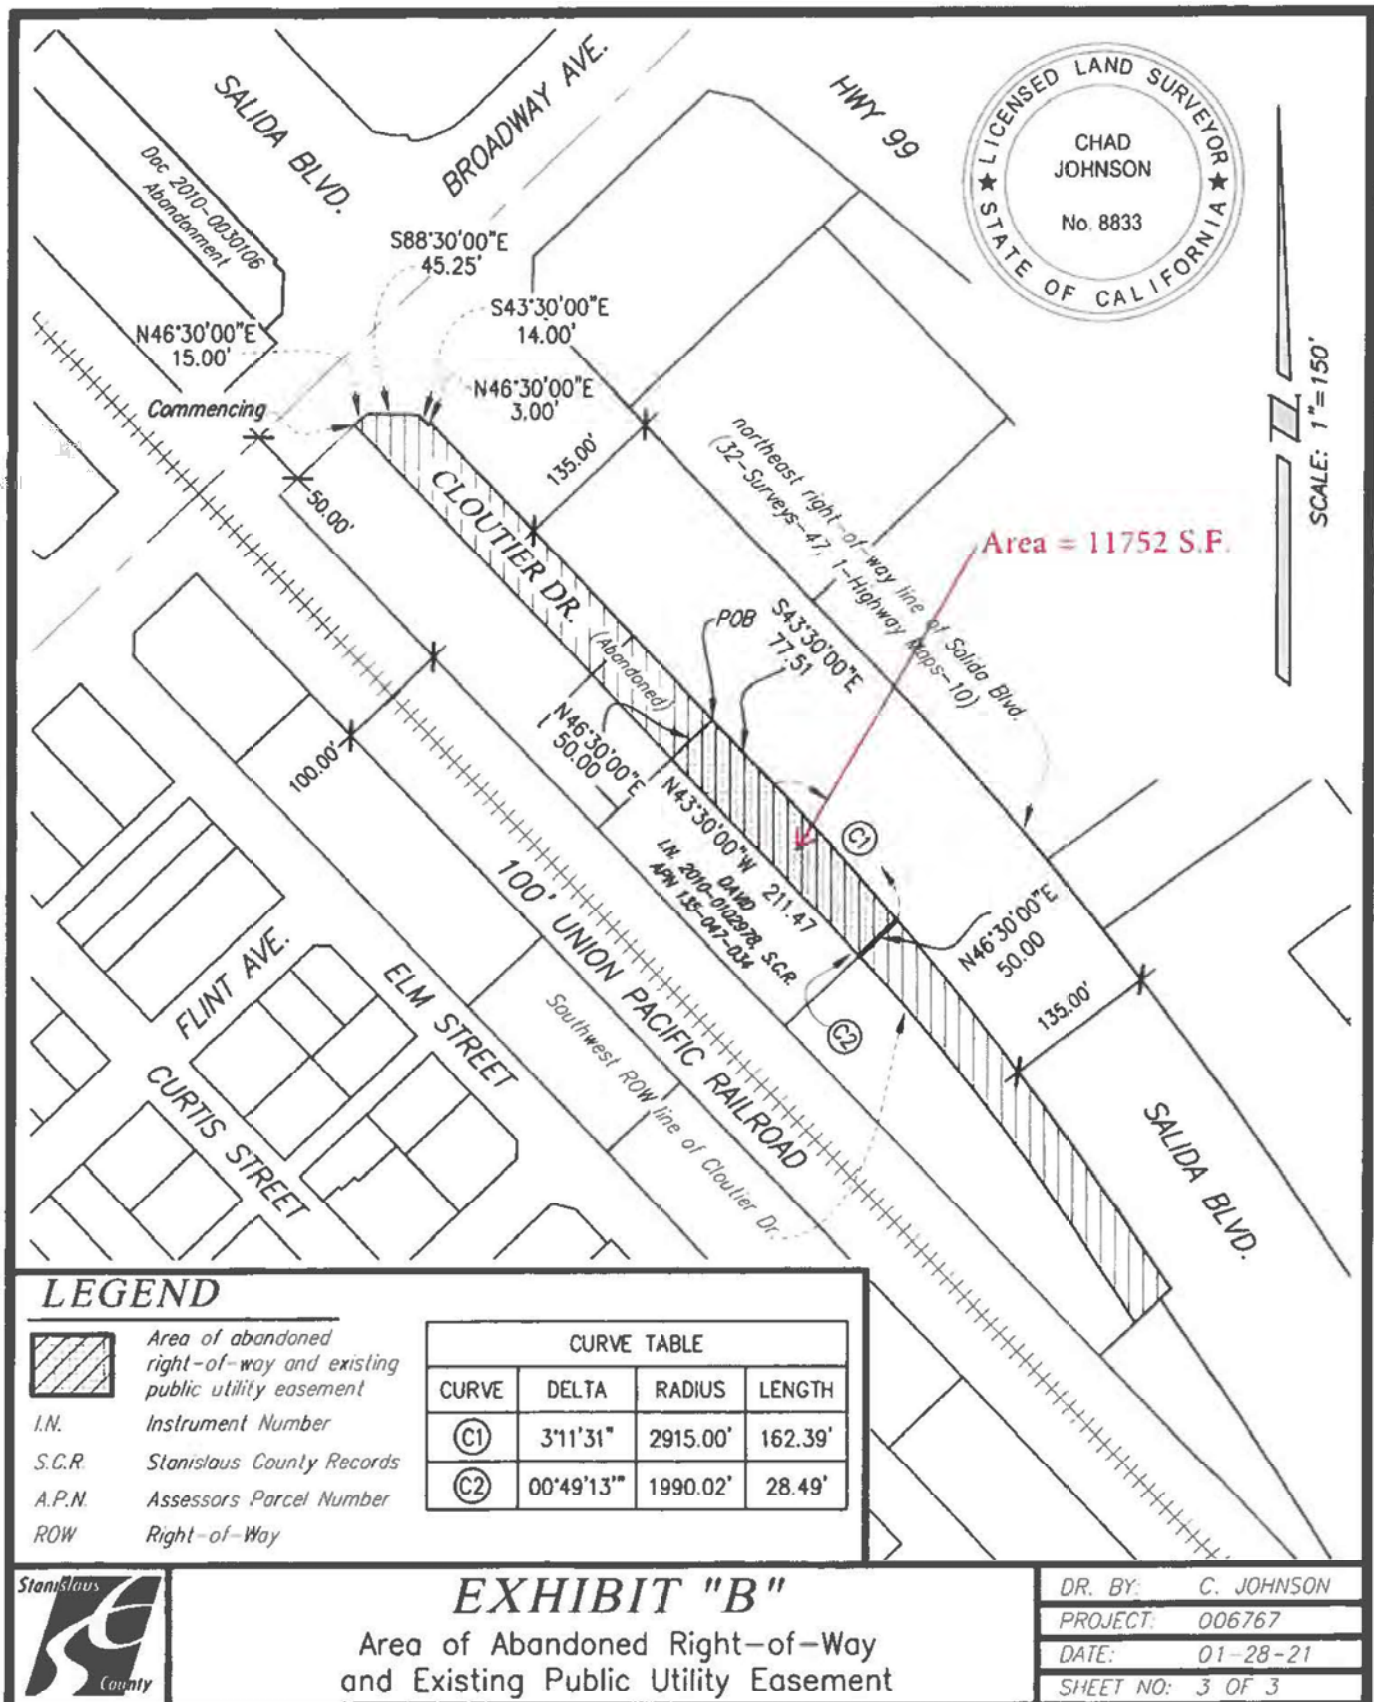 SALIDA BLVD.
BROADWAY AVE.
HWY 99
LICENSED LAND SURVEYOR
STATE OF CALIFORNIA
CHAD
JOHNSON
No. 8833
Doc 2010-0030106
Abandonment
S88°30'00"E
45.25'
S43°30'00"E
14.00'
N46°30'00"E
15.00'
N46°30'00"E
3.00'
Commencing
135.00'
50.00'
CLOUTIER DR.
(Abandoned)
northeast right-of-way line of Salida Blvd.
(32-Surveys-47, 1-Highway Maps-10)
Area = 11752 S.F.
SCALE: 1"=150'
POB
S43°30'00"E
77.51
N46°30'00"E
50.00
100.00'
N43°30'00"W 211.47
DAVID
I.N. 2010-0102978, S.C.R.
APN 135-047-034
C1
N46°30'00"E
50.00
135.00'
C2
100' UNION PACIFIC RAILROAD
Southwest ROW line of Cloutier Dr.
FLINT AVE.
ELM STREET
CURTIS STREET
SALIDA BLVD.
LEGEND
Area of abandoned
right-of-way and existing
public utility easement
I.N. Instrument Number
S.C.R. Stanislaus County Records
A.P.N. Assessors Parcel Number
ROW Right-of-Way
CURVE TABLE
CURVE DELTA RADIUS LENGTH
C1 3°11'31" 2915.00' 162.39'
C2 00°49'13"" 1990.02' 28.49'
Stanislaus
County
EXHIBIT "B"
Area of Abandoned Right-of-Way
and Existing Public Utility Easement
DR. BY: C. JOHNSON
PROJECT: 006767
DATE: 01-28-21
SHEET NO: 3 OF 3